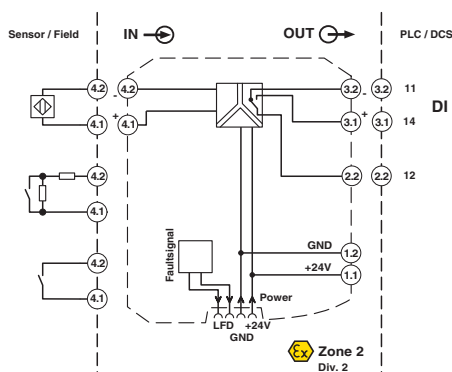 Sensor / Field
IN
OUT
PLC / DCS
4.2
- 4.2
3.2 - 3.2
11
DI
4.1
+ 4.1
3.1 + 3.1
14
4.2
2.2
2.2
12
4.1
Faultsignal
GND
1.2
4.2
+24V
1.1
4.1
Power
LFD +24V
GND
Ex Zone 2
Div. 2